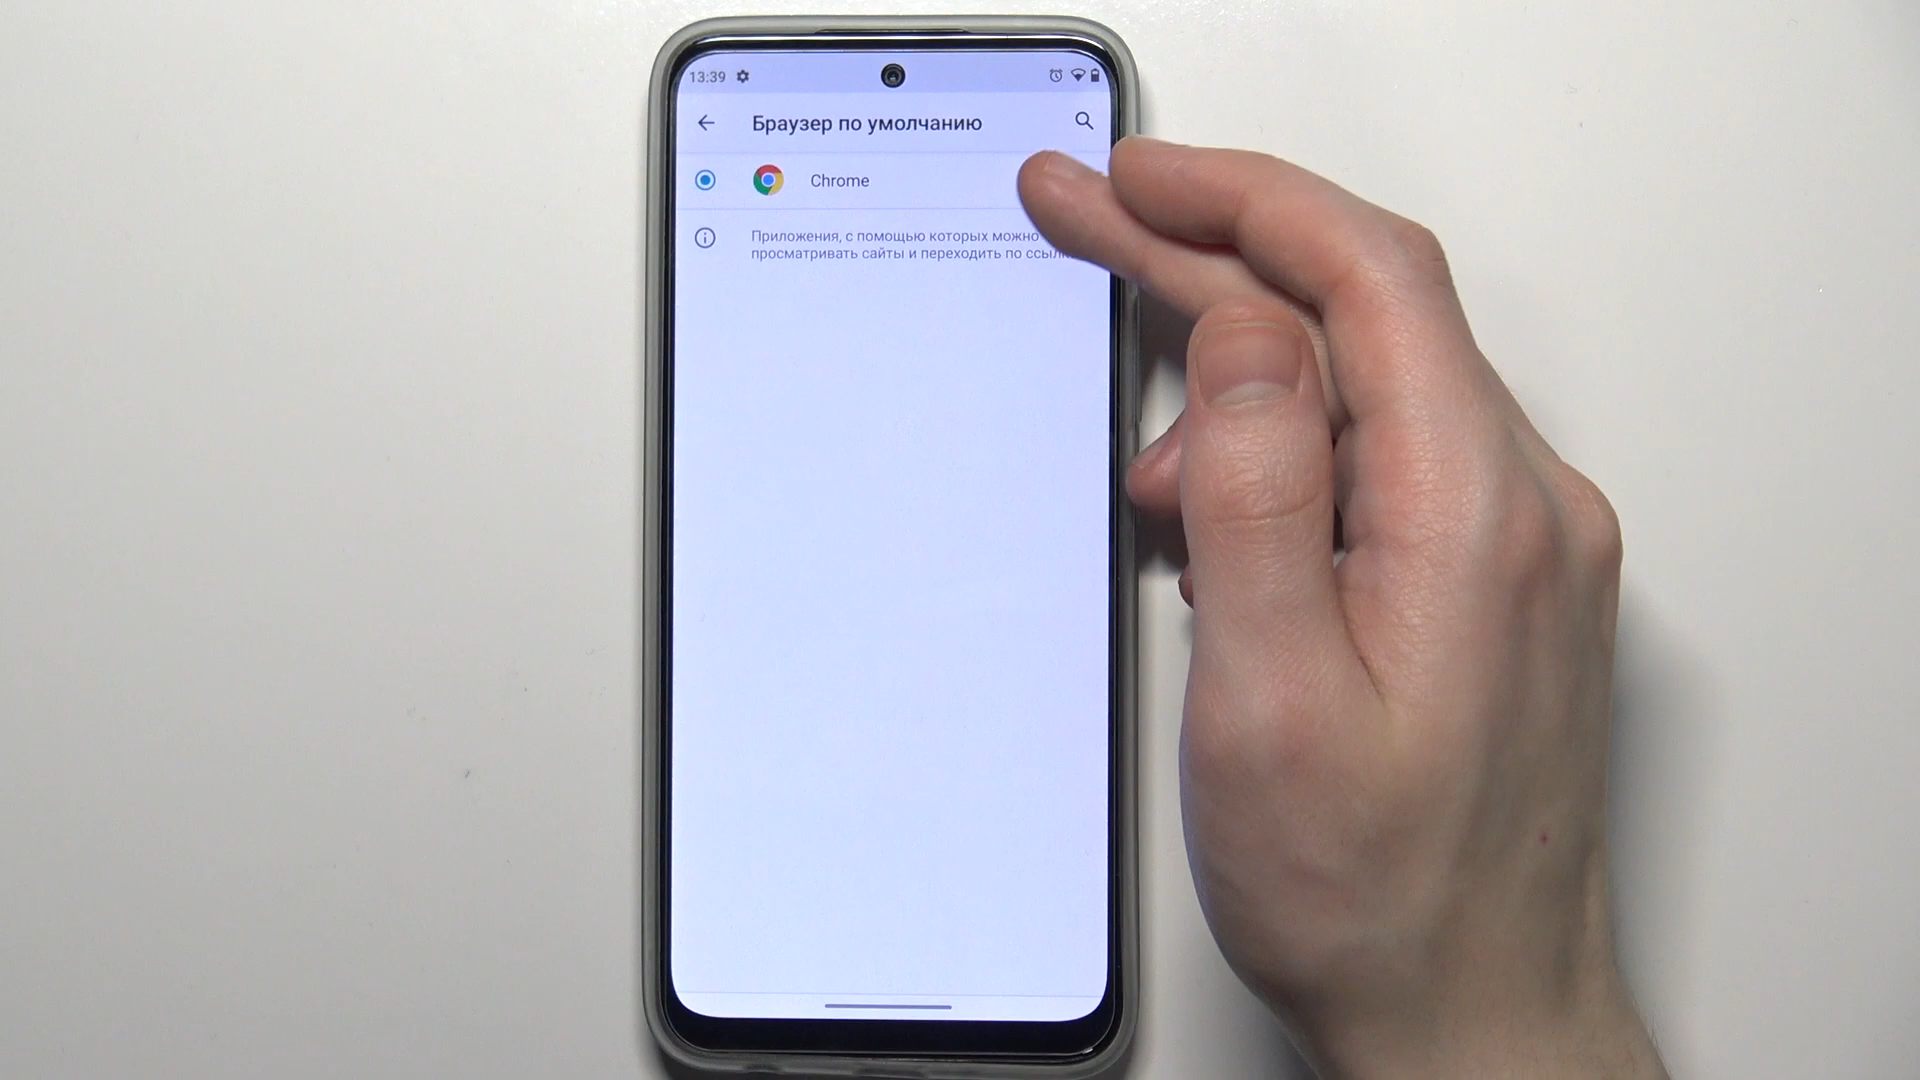 13:39
Браузер по умолчанию
Chrome
Приложения, с помощью которых можно
просматривать сайты и переходить по